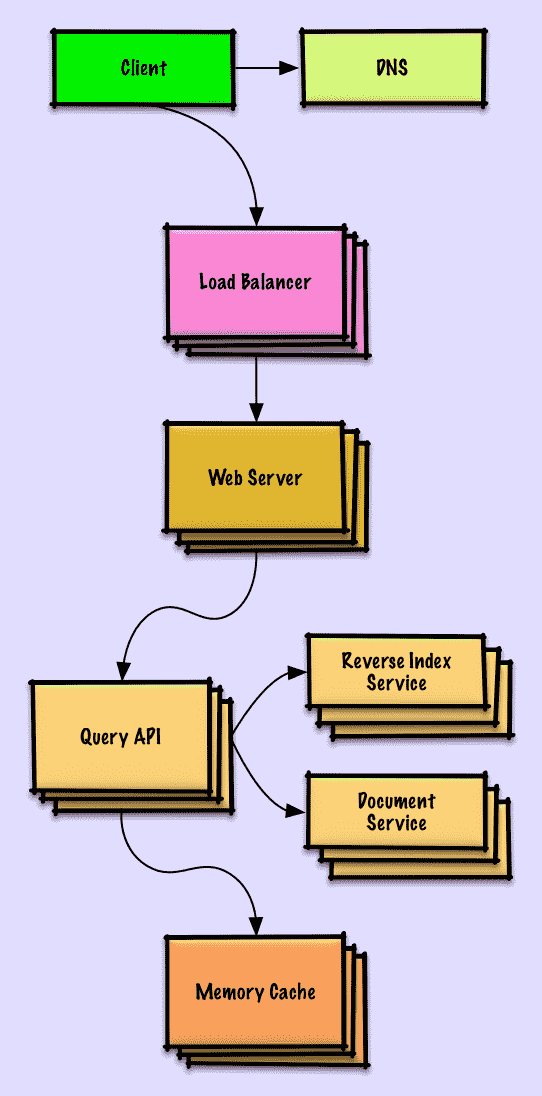 Client
DNS
Load Balancer
Web Server
Reverse Index
Service
Query API
Document
Service
Memory Cache